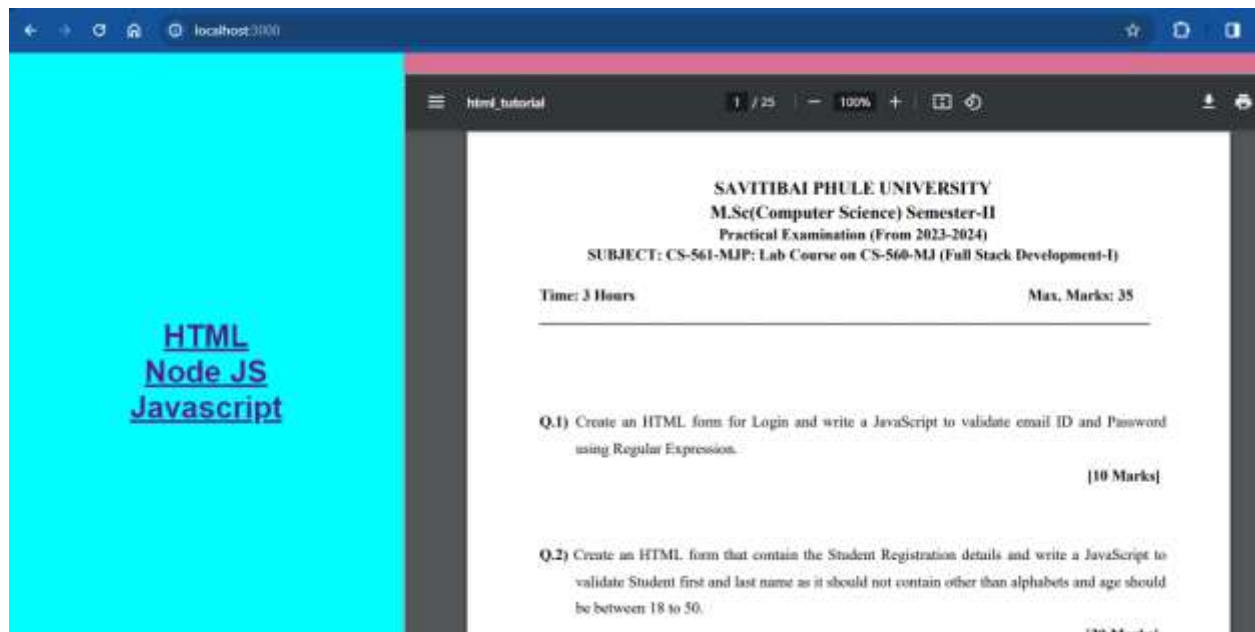 localhost:3000
html_tutorial
1 / 25
100%
HTML
Node JS
Javascript
SAVITIBAI PHULE UNIVERSITY
M.Sc(Computer Science) Semester-II
Practical Examination (From 2023-2024)
SUBJECT: CS-561-MJP: Lab Course on CS-560-MJ (Full Stack Development-I)
Time: 3 Hours Max. Marks: 35
Q.1) Create an HTML form for Login and write a JavaScript to validate email ID and Password
using Regular Expression.
[10 Marks]
Q.2) Create an HTML form that contain the Student Registration details and write a JavaScript to
validate Student first and last name as it should not contain other than alphabets and age should
be between 18 to 50.